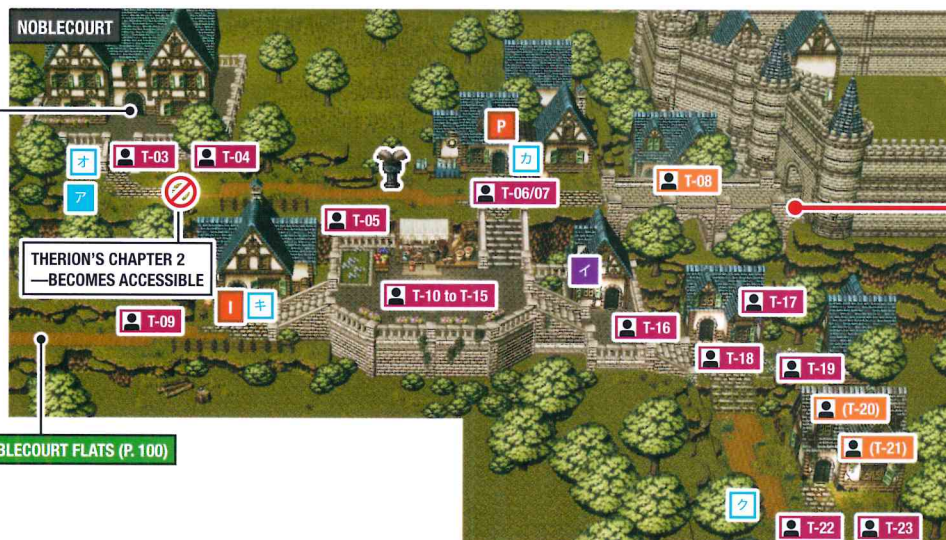 NOBLECOURT
P
オ
T-03
T-04
カ
T-08
ア
T-06/07
T-05
THERION'S CHAPTER 2
—BECOMES ACCESSIBLE
イ
I
キ
T-10 to T-15
T-17
T-09
T-16
T-18
T-19
(T-20)
BLECOURT FLATS (P. 100)
(T-21)
ク
T-22
T-23